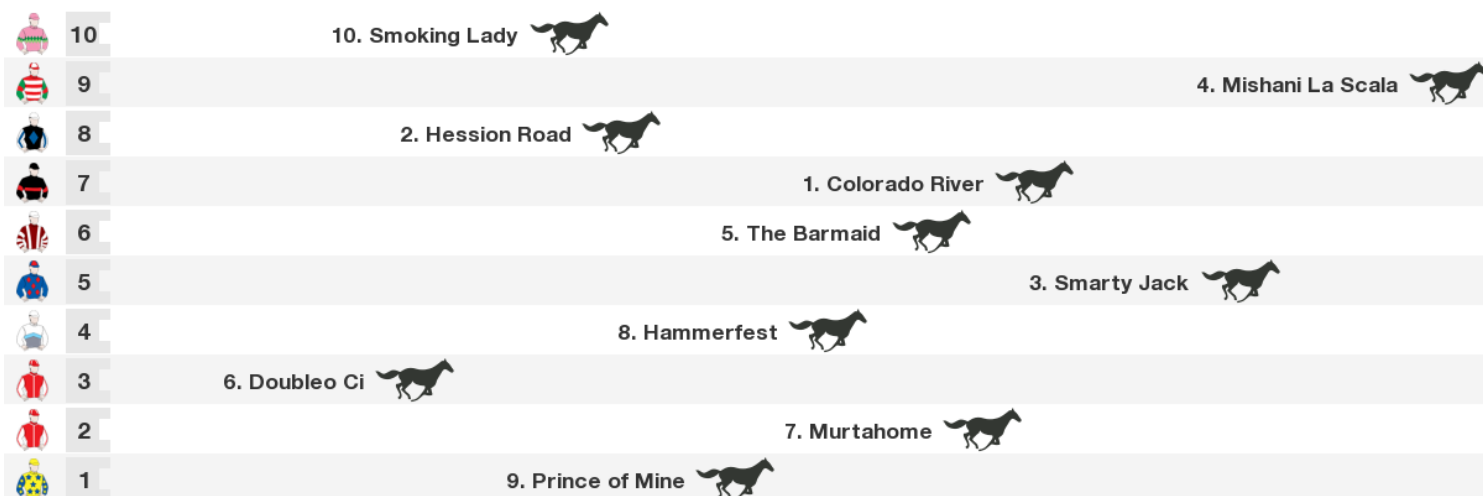 10 10. Smoking Lady
9 4. Mishani La Scala
8 2. Hession Road
7 1. Colorado River
6 5. The Barmaid
5 3. Smarty Jack
4 8. Hammerfest
3 6. Doubleo Ci
2 7. Murtahome
1 9. Prince of Mine